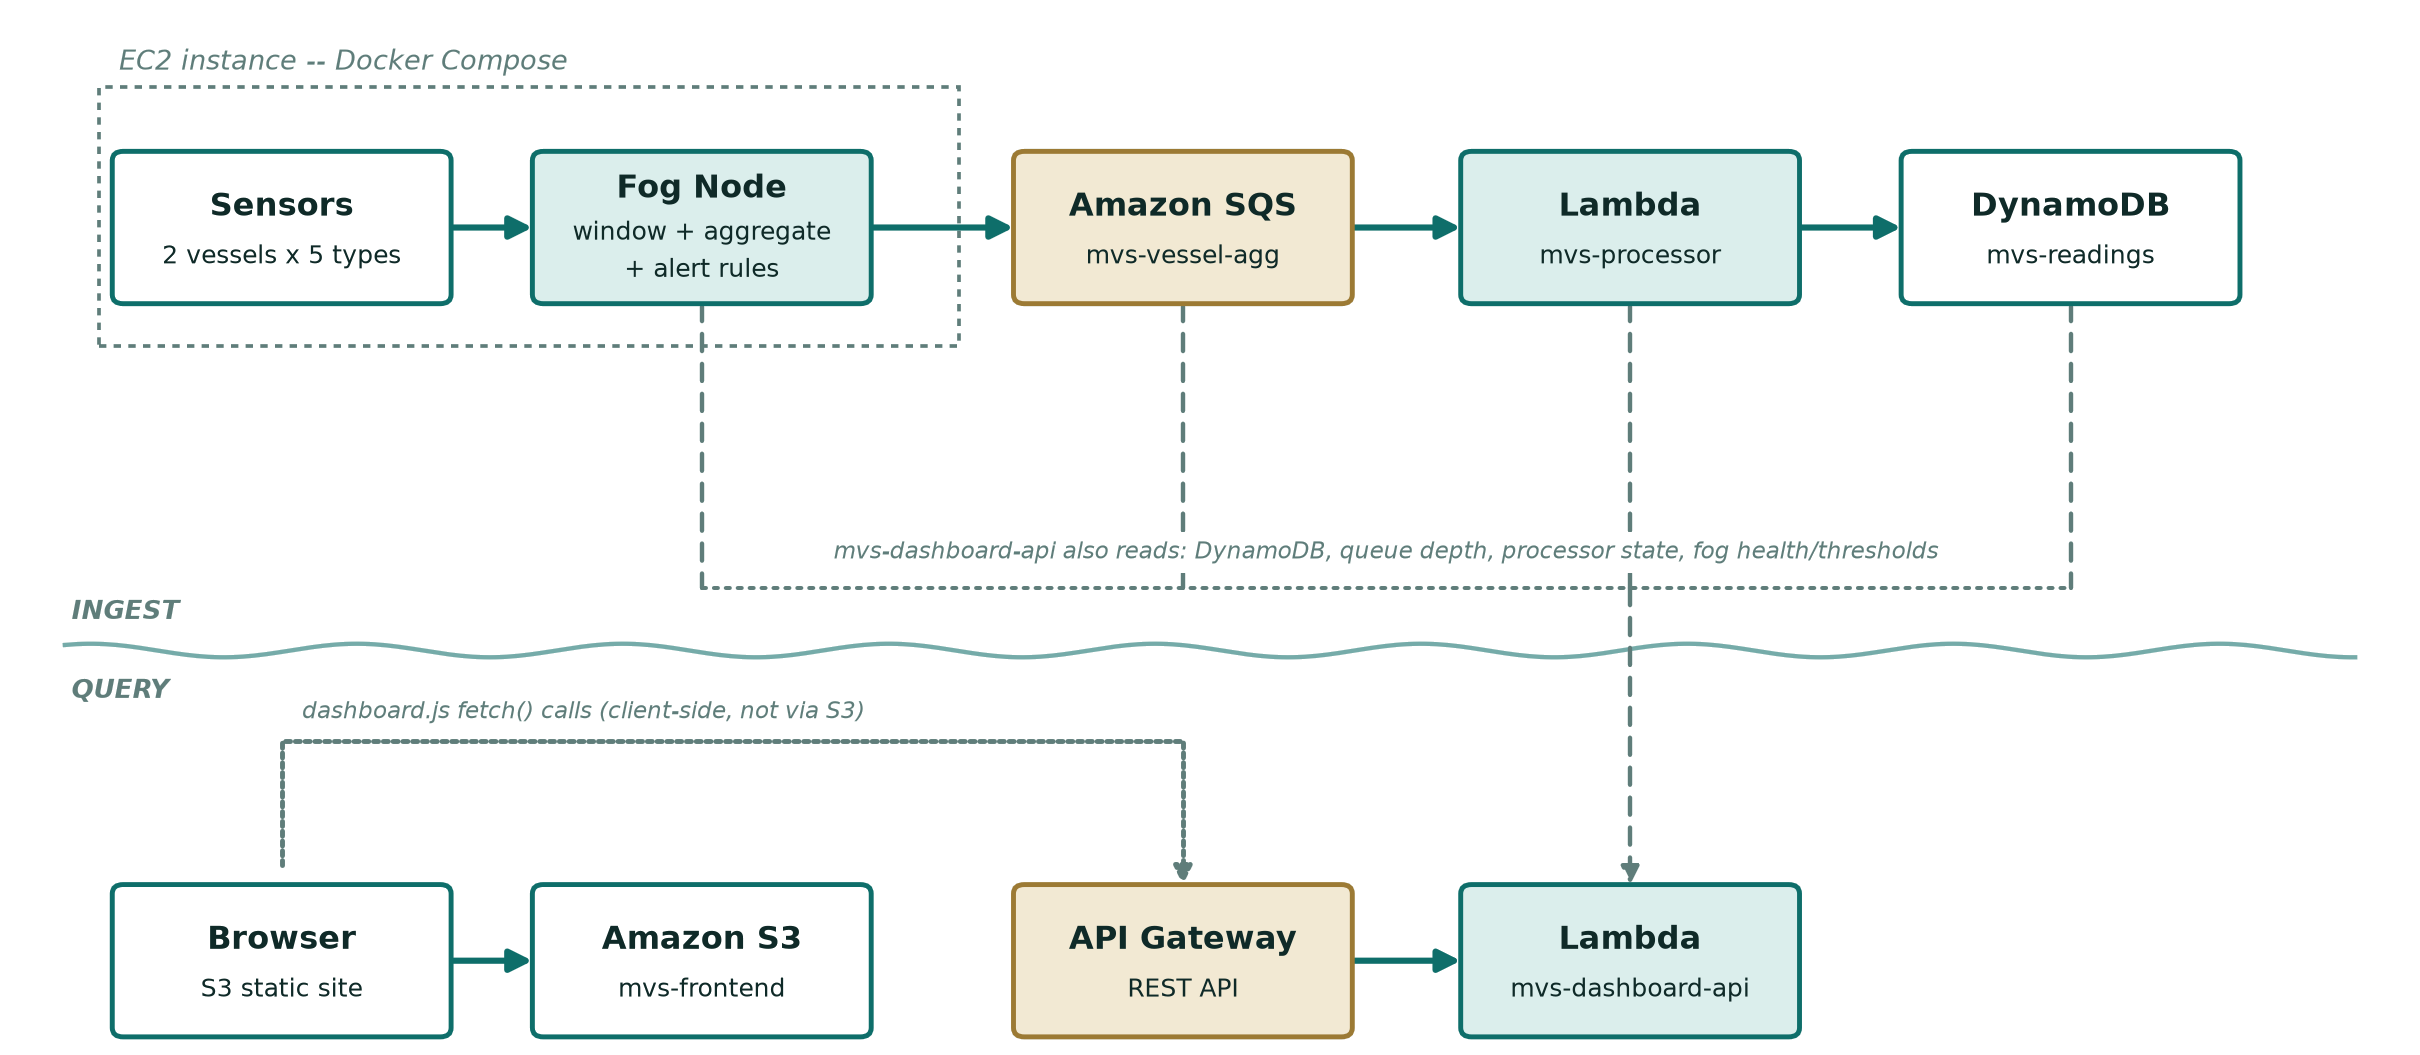 EC2 instance -- Docker Compose
Sensors
2 vessels x 5 types
Fog Node
window + aggregate
+ alert rules
Amazon SQS
mvs-vessel-agg
Lambda
mvs-processor
DynamoDB
mvs-readings
mvs-dashboard-api also reads: DynamoDB, queue depth, processor state, fog health/thresholds
INGEST
QUERY
dashboard.js fetch() calls (client-side, not via S3)
Browser
S3 static site
Amazon S3
mvs-frontend
API Gateway
REST API
Lambda
mvs-dashboard-api